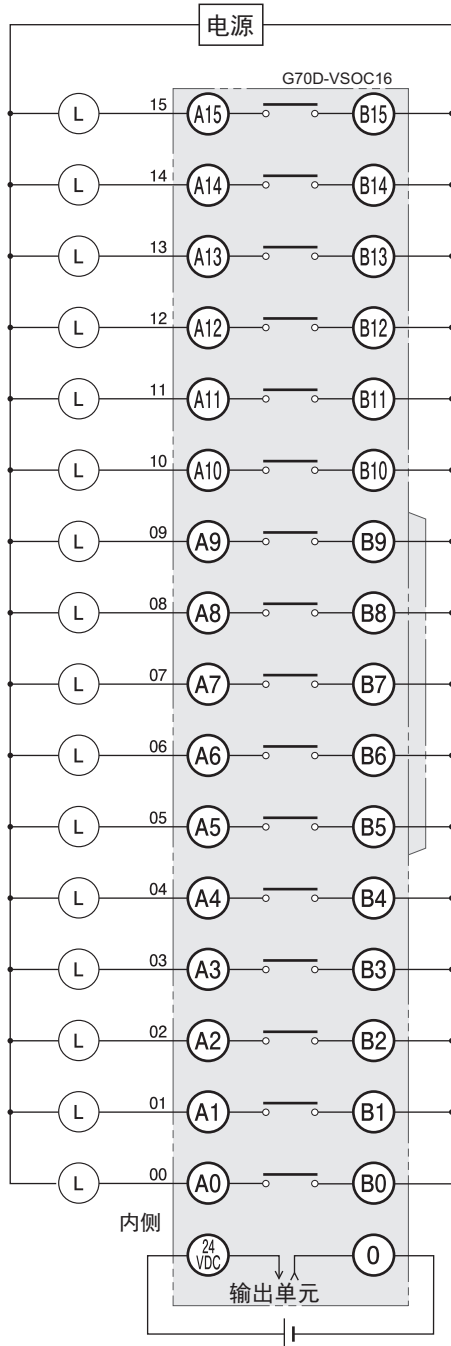 电源
G70D-VSOC16
L 15 A15 B15
L 14 A14 B14
L 13 A13 B13
L 12 A12 B12
L 11 A11 B11
L 10 A10 B10
L 09 A9 B9
L 08 A8 B8
L 07 A7 B7
L 06 A6 B6
L 05 A5 B5
L 04 A4 B4
L 03 A3 B3
L 02 A2 B2
L 01 A1 B1
L 00 A0 B0
内侧
24 VDC 0
输出单元